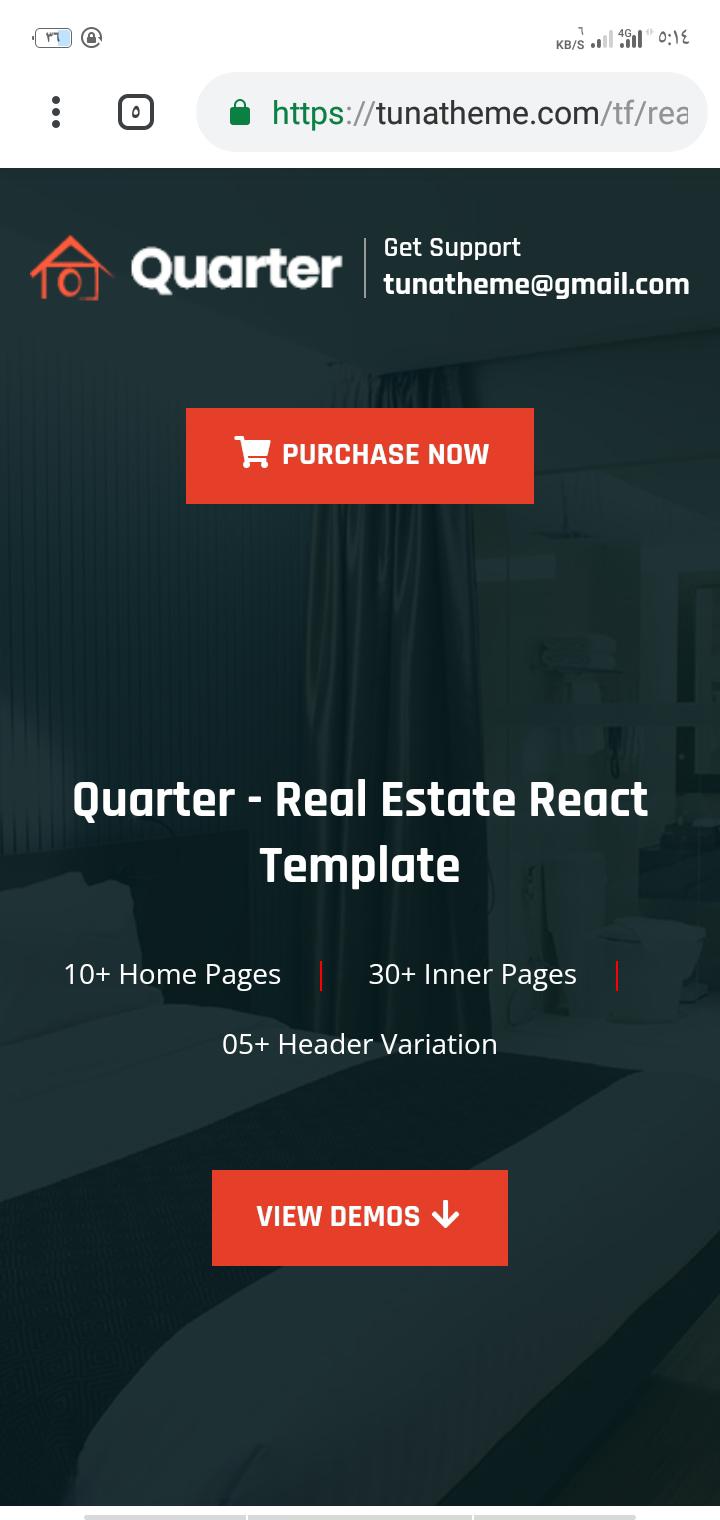 ٣٦
٦
KB/S
4G
٥:١٤
٥
https://tunatheme.com/tf/rea
Quarter
Get Support
tunatheme@gmail.com
PURCHASE NOW
Quarter - Real Estate React
Template
10+ Home Pages
30+ Inner Pages
05+ Header Variation
VIEW DEMOS